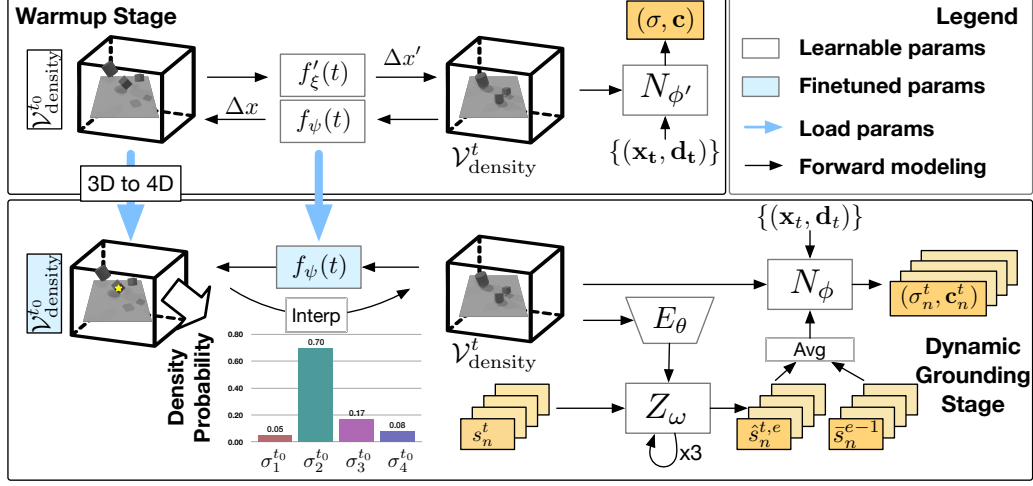 Warmup Stage
𝒱^{t_0}_{density}
Δx
f'_ξ(t)
f_ψ(t)
Δx'
𝒱^t_{density}
(σ, c)
N_{ϕ'}
{(x_t, d_t)}
Legend
Learnable params
Finetuned params
Load params
Forward modeling
3D to 4D
𝒱^{t_0}_{density}
f_ψ(t)
Interp
Density
Probability
0.80
0.60
0.40
0.20
0.00
0.05
0.70
0.17
0.08
σ^{t_0}_1
σ^{t_0}_2
σ^{t_0}_3
σ^{t_0}_4
𝒱^t_{density}
{(x_t, d_t)}
N_ϕ
(σ^t_n, c^t_n)
E_θ
Avg
s^t_n
Z_ω
x3
ŝ^{t,e}_n
s̄^{e−1}_n
Dynamic
Grounding
Stage